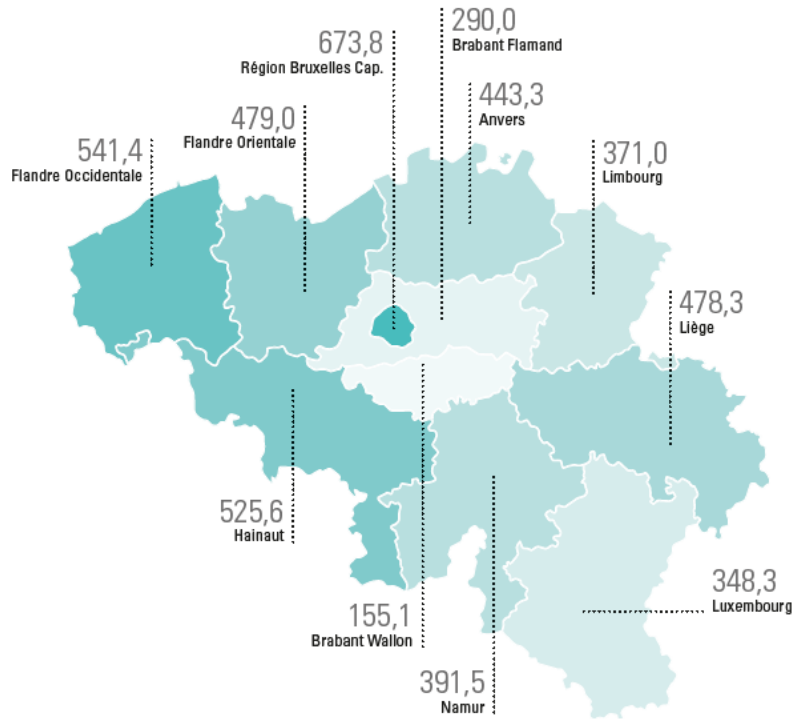 290,0
Brabant Flamand
673,8
Région Bruxelles Cap.
443,3
Anvers
479,0
Flandre Orientale
541,4
Flandre Occidentale
371,0
Limbourg
478,3
Liège
525,6
Hainaut
348,3
Luxembourg
155,1
Brabant Wallon
391,5
Namur